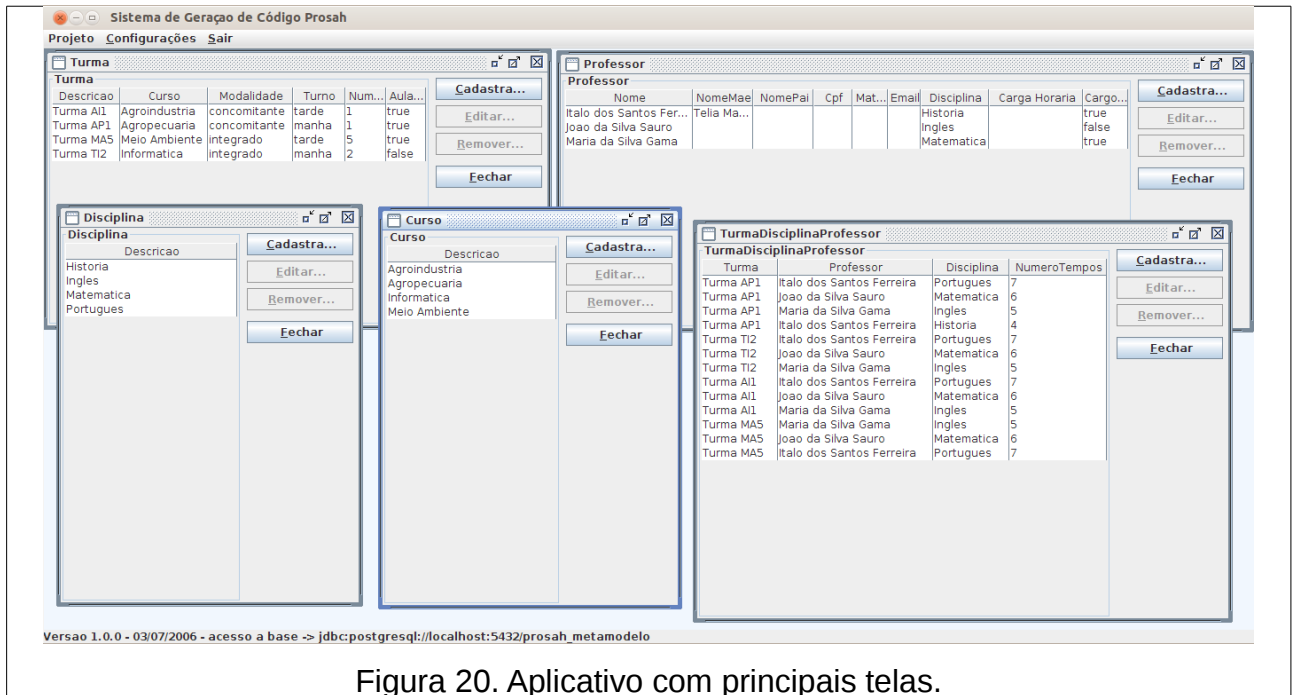 Sistema de Geraçao de Código Prosah
Projeto Configurações Sair
Turma
Turma
Descricao Curso Modalidade Turno Num... Aula...
Turma AI1 Agroindustria concomitante tarde 1 true
Turma AP1 Agropecuaria concomitante manha 1 true
Turma MA5 Meio Ambiente integrado tarde 5 true
Turma TI2 Informatica integrado manha 2 false
Cadastra...
Editar...
Remover...
Fechar
Professor
Professor
Nome NomeMae NomePai Cpf Mat... Email Disciplina Carga Horaria Cargo...
Italo dos Santos Fer... Telia Ma... Historia true
Joao da Silva Sauro Ingles false
Maria da Silva Gama Matematica true
Cadastra...
Editar...
Remover...
Fechar
Disciplina
Disciplina
Descricao
Historia
Ingles
Matematica
Portugues
Cadastra...
Editar...
Remover...
Fechar
Curso
Curso
Descricao
Agroindustria
Agropecuaria
Informatica
Meio Ambiente
Cadastra...
Editar...
Remover...
Fechar
TurmaDisciplinaProfessor
TurmaDisciplinaProfessor
Turma Professor Disciplina NumeroTempos
Turma AP1 Italo dos Santos Ferreira Portugues 7
Turma AP1 Joao da Silva Sauro Matematica 6
Turma AP1 Maria da Silva Gama Ingles 5
Turma AP1 Italo dos Santos Ferreira Historia 4
Turma TI2 Italo dos Santos Ferreira Portugues 7
Turma TI2 Joao da Silva Sauro Matematica 6
Turma TI2 Maria da Silva Gama Ingles 5
Turma AI1 Italo dos Santos Ferreira Portugues 7
Turma AI1 Joao da Silva Sauro Matematica 6
Turma AI1 Maria da Silva Gama Ingles 5
Turma MA5 Maria da Silva Gama Ingles 5
Turma MA5 Joao da Silva Sauro Matematica 6
Turma MA5 Italo dos Santos Ferreira Portugues 7
Cadastra...
Editar...
Remover...
Fechar
Versao 1.0.0 - 03/07/2006 - acesso a base -> jdbc:postgresql://localhost:5432/prosah_metamodelo
Figura 20. Aplicativo com principais telas.